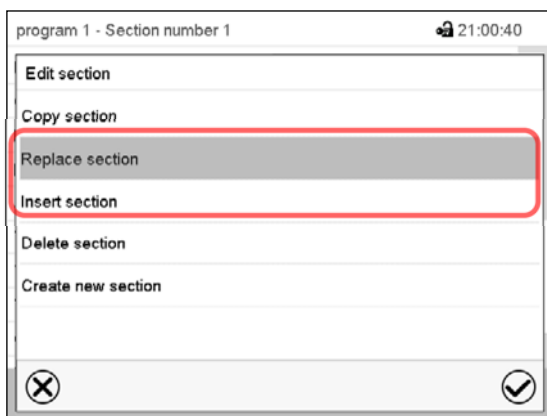 program 1 - Section number 1 21:00:40
Edit section
Copy section
Replace section
Insert section
Delete section
Create new section